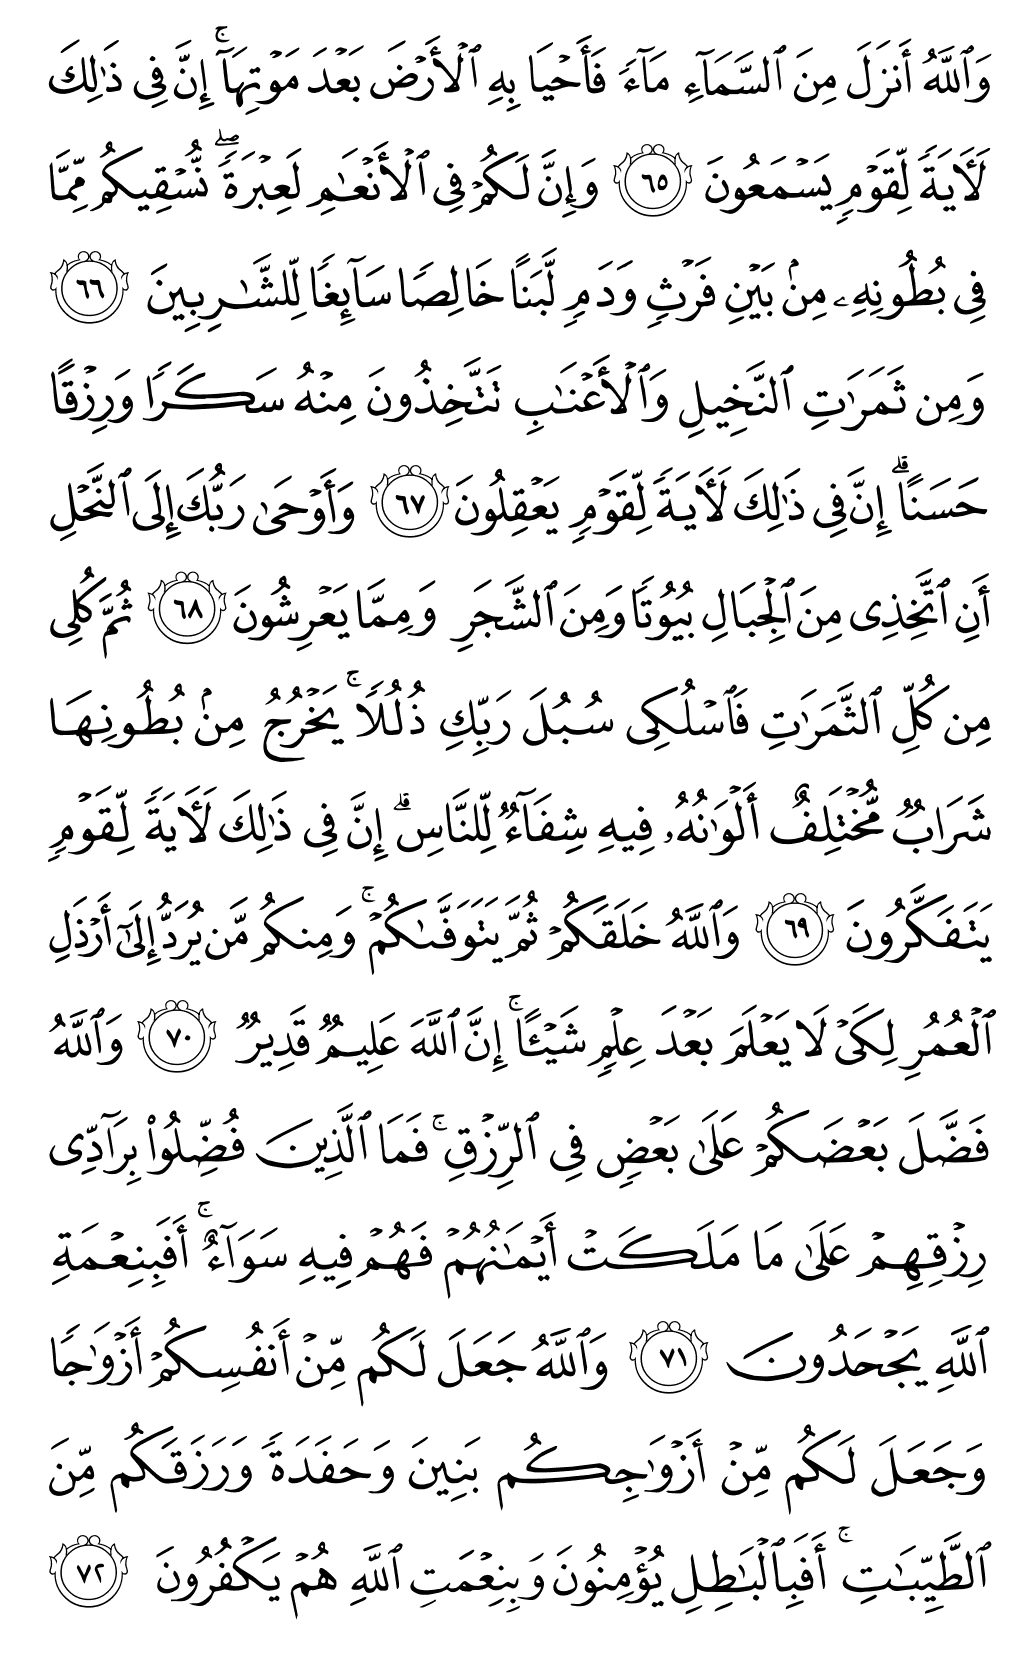 وَٱللَّهُ أَنزَلَ مِنَ ٱلسَّمَآءِ مَآءً فَأَحْيَا بِهِ ٱلْأَرْضَ بَعْدَ مَوْتِهَآ ۚ إِنَّ فِى ذَٰلِكَ
لَـَٔايَةً لِّقَوْمٍ يَسْمَعُونَ ٦٥ وَإِنَّ لَكُمْ فِى ٱلْأَنْعَـٰمِ لَعِبْرَةً ۖ نُّسْقِيكُم مِّمَّا
فِى بُطُونِهِۦ مِنۢ بَيْنِ فَرْثٍ وَدَمٍ لَّبَنًا خَالِصًا سَآئِغًا لِّلشَّـٰرِبِينَ ٦٦
وَمِن ثَمَرَٰتِ ٱلنَّخِيلِ وَٱلْأَعْنَـٰبِ تَتَّخِذُونَ مِنْهُ سَكَرًا وَرِزْقًا
حَسَنًا ۗ إِنَّ فِى ذَٰلِكَ لَـَٔايَةً لِّقَوْمٍ يَعْقِلُونَ ٦٧ وَأَوْحَىٰ رَبُّكَ إِلَى ٱلنَّحْلِ
أَنِ ٱتَّخِذِى مِنَ ٱلْجِبَالِ بُيُوتًا وَمِنَ ٱلشَّجَرِ وَمِمَّا يَعْرِشُونَ ٦٨ ثُمَّ كُلِى
مِن كُلِّ ٱلثَّمَرَٰتِ فَٱسْلُكِى سُبُلَ رَبِّكِ ذُلُلًا ۚ يَخْرُجُ مِنۢ بُطُونِهَا
شَرَابٌ مُّخْتَلِفٌ أَلْوَٰنُهُۥ فِيهِ شِفَآءٌ لِّلنَّاسِ ۗ إِنَّ فِى ذَٰلِكَ لَـَٔايَةً لِّقَوْمٍ
يَتَفَكَّرُونَ ٦٩ وَٱللَّهُ خَلَقَكُمْ ثُمَّ يَتَوَفَّىٰكُمْ ۚ وَمِنكُم مَّن يُرَدُّ إِلَىٰٓ أَرْذَلِ
ٱلْعُمُرِ لِكَىْ لَا يَعْلَمَ بَعْدَ عِلْمٍ شَيْـًٔا ۚ إِنَّ ٱللَّهَ عَلِيمٌ قَدِيرٌ ٧٠ وَٱللَّهُ
فَضَّلَ بَعْضَكُمْ عَلَىٰ بَعْضٍ فِى ٱلرِّزْقِ ۚ فَمَا ٱلَّذِينَ فُضِّلُوا۟ بِرَآدِّى
رِزْقِهِمْ عَلَىٰ مَا مَلَكَتْ أَيْمَـٰنُهُمْ فَهُمْ فِيهِ سَوَآءٌ ۚ أَفَبِنِعْمَةِ
ٱللَّهِ يَجْحَدُونَ ٧١ وَٱللَّهُ جَعَلَ لَكُم مِّنْ أَنفُسِكُمْ أَزْوَٰجًا
وَجَعَلَ لَكُم مِّنْ أَزْوَٰجِكُم بَنِينَ وَحَفَدَةً وَرَزَقَكُم مِّنَ
ٱلطَّيِّبَـٰتِ ۚ أَفَبِٱلْبَـٰطِلِ يُؤْمِنُونَ وَبِنِعْمَتِ ٱللَّهِ هُمْ يَكْفُرُونَ ٧٢